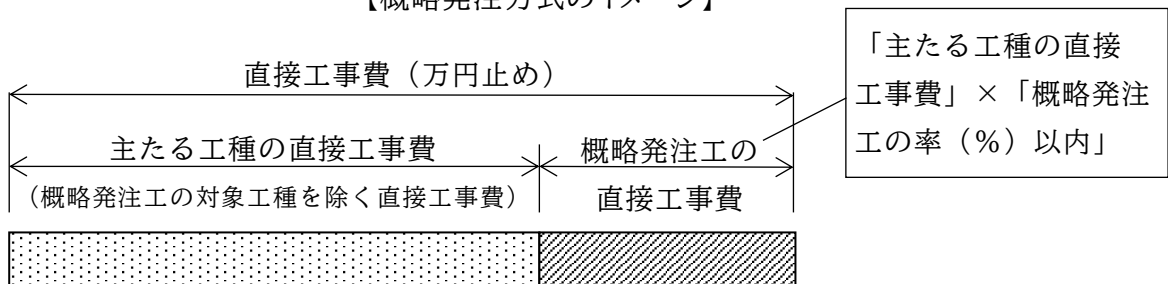 【概略発注方式のイメージ】
直接工事費（万円止め）
主たる工種の直接工事費
（概略発注工の対象工種を除く直接工事費）
概略発注工の
直接工事費
「主たる工種の直接
工事費」×「概略発注
工の率（%）以内」